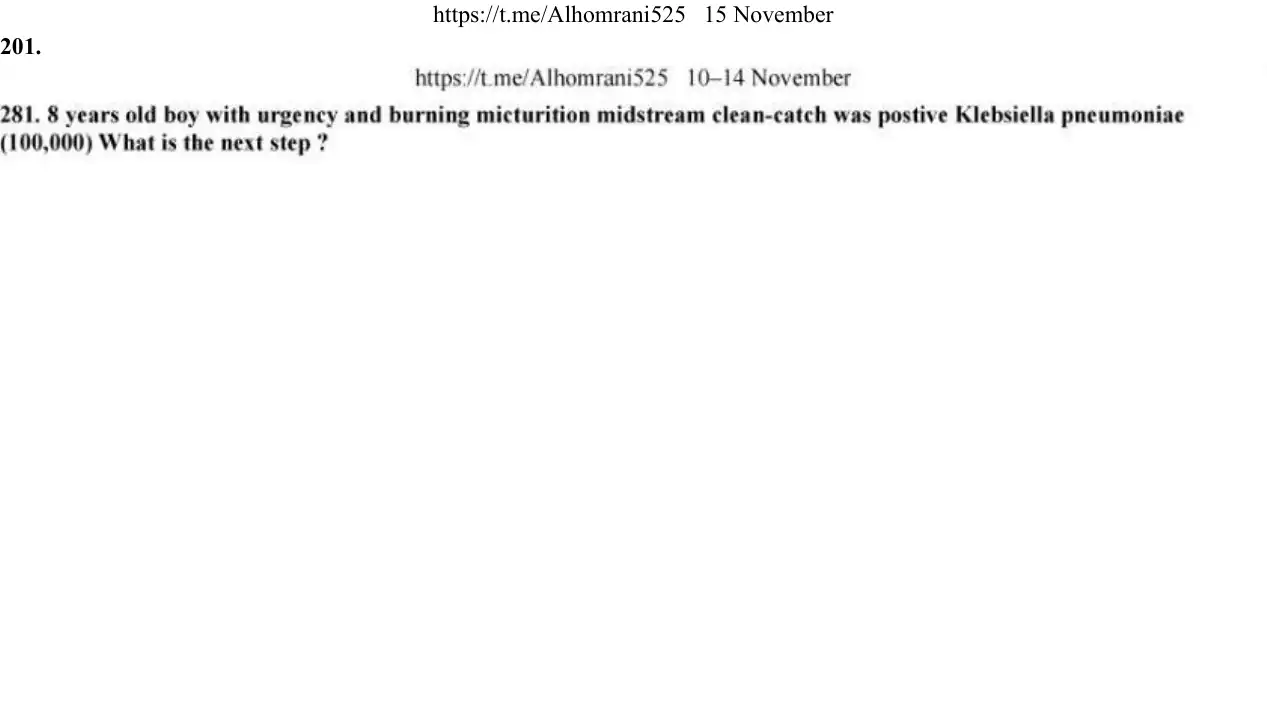 https://t.me/Alhomrani525 15 November
201.
https://t.me/Alhomrani525 10–14 November
281. 8 years old boy with urgency and burning micturition midstream clean-catch was postive Klebsiella pneumoniae
(100,000) What is the next step ?